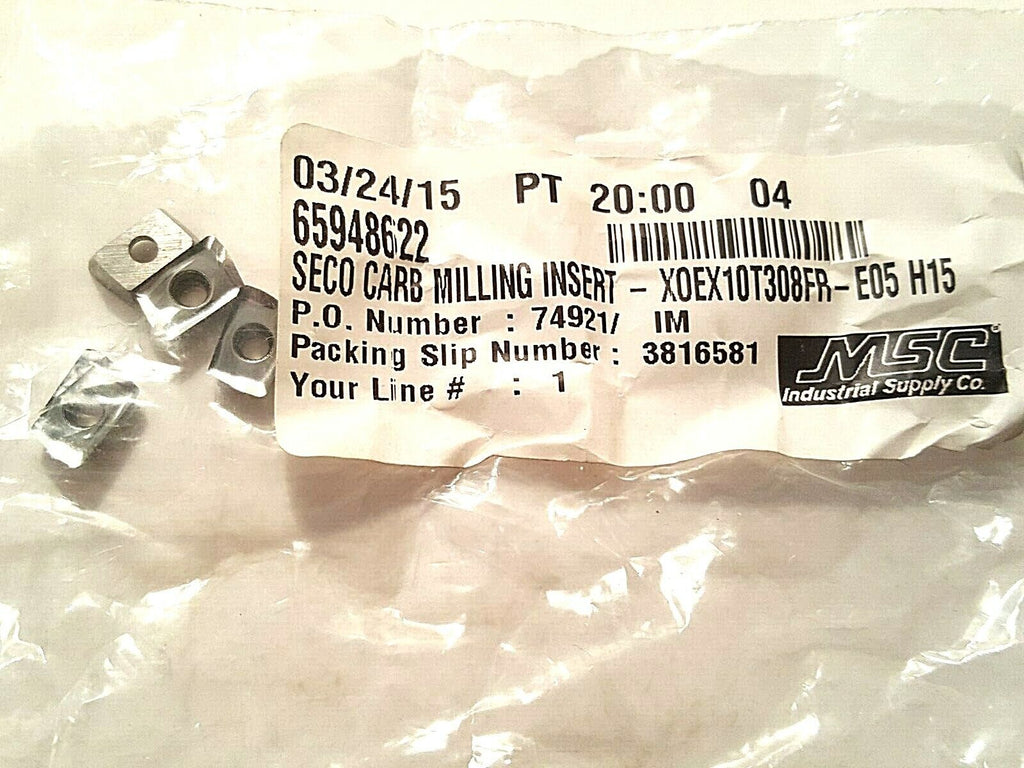 03/24/15 PT 20:00 04
65948622
SECO CARB MILLING INSERT - XOEX10T308FR-E05 H15
P.O. Number : 74921/ IM
Packing Slip Number: 3816581
Your Line # : 1
MSC
Industrial Supply Co.